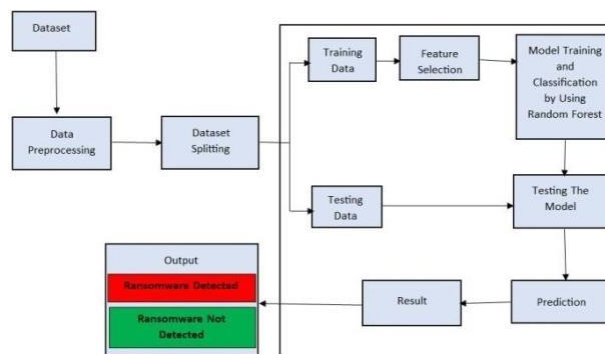 Dataset
Data
Preprocessing
Dataset
Splitting
Training
Data
Feature
Selection
Model Training
and
Classification
by Using
Random Forest
Testing
Data
Testing The
Model
Prediction
Result
Output
Ransomware Detected
Ransomware Not
Detected